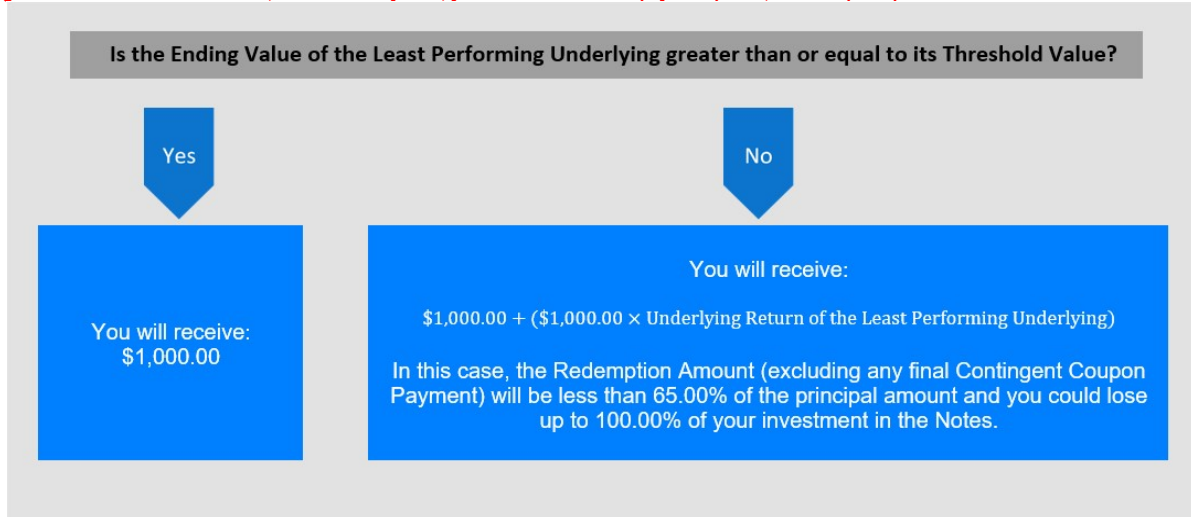 Is the Ending Value of the Least Performing Underlying greater than or equal to its Threshold Value?
Yes
No
You will receive:
$1,000.00
You will receive:
$1,000.00 + ($1,000.00 × Underlying Return of the Least Performing Underlying)
In this case, the Redemption Amount (excluding any final Contingent Coupon
Payment) will be less than 65.00% of the principal amount and you could lose
up to 100.00% of your investment in the Notes.